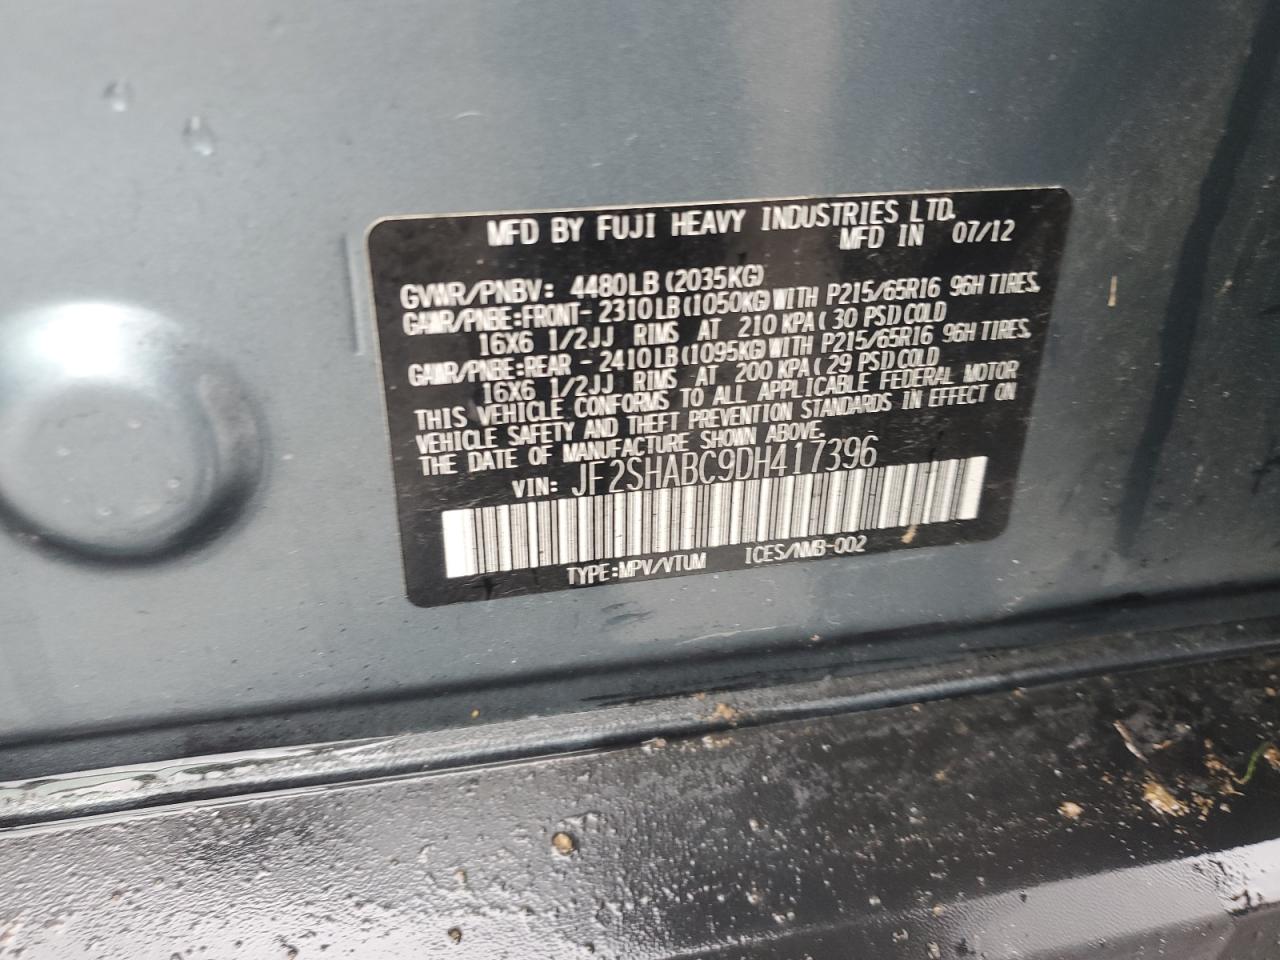 MFD BY FUJI HEAVY INDUSTRIES LTD.
MFD IN 07/12
GVWR/PNBV: 4480LB (2035KG)
GAWR/PNBE:FRONT- 2310LB(1050KG)WITH P215/65R16 96H TIRES.
16X6 1/2JJ RIMS AT 210 KPA( 30 PSI)COLD
GAWR/PNBE:REAR - 2410LB(1095KG)WITH P215/65R16 96H TIRES.
16X6 1/2JJ RIMS AT 200 KPA( 29 PSI)COLD
THIS VEHICLE CONFORMS TO ALL APPLICABLE FEDERAL MOTOR
VEHICLE SAFETY AND THEFT PREVENTION STANDARDS IN EFFECT ON
THE DATE OF MANUFACTURE SHOWN ABOVE.
VIN: JF2SHABC9DH417396
TYPE:MPV/VTUM ICES/NMB-002